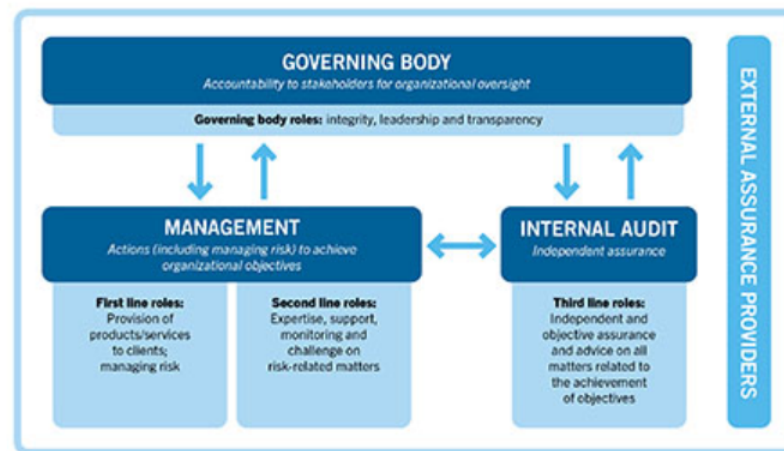 GOVERNING BODY
Accountability to stakeholders for organizational oversight
Governing body roles: integrity, leadership and transparency
MANAGEMENT
Actions (including managing risk) to achieve
organizational objectives
First line roles:
Provision of
products/services
to clients;
managing risk
Second line roles:
Expertise, support,
monitoring and
challenge on
risk-related matters
INTERNAL AUDIT
Independent assurance
Third line roles:
Independent and
objective assurance
and advice on all
matters related to
the achievement
of objectives
EXTERNAL ASSURANCE PROVIDERS